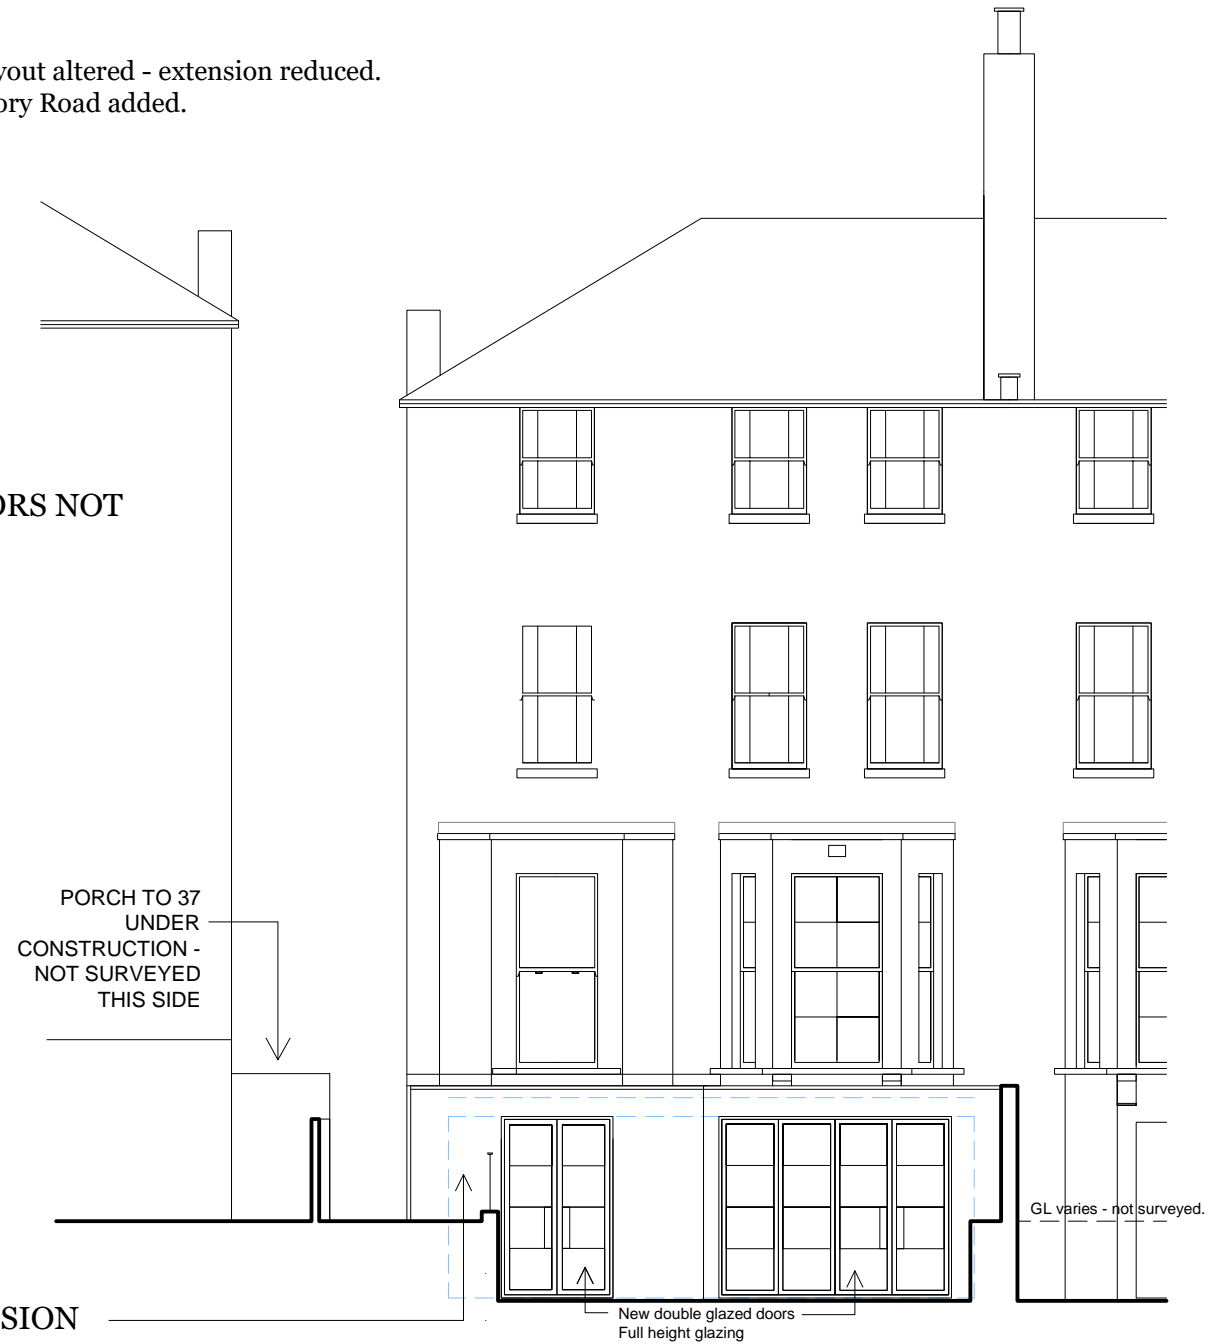 yout altered - extension reduced.
ory Road added.
ORS NOT
PORCH TO 37
UNDER
CONSTRUCTION -
NOT SURVEYED
THIS SIDE
GL varies - not surveyed.
SION
New double glazed doors
Full height glazing